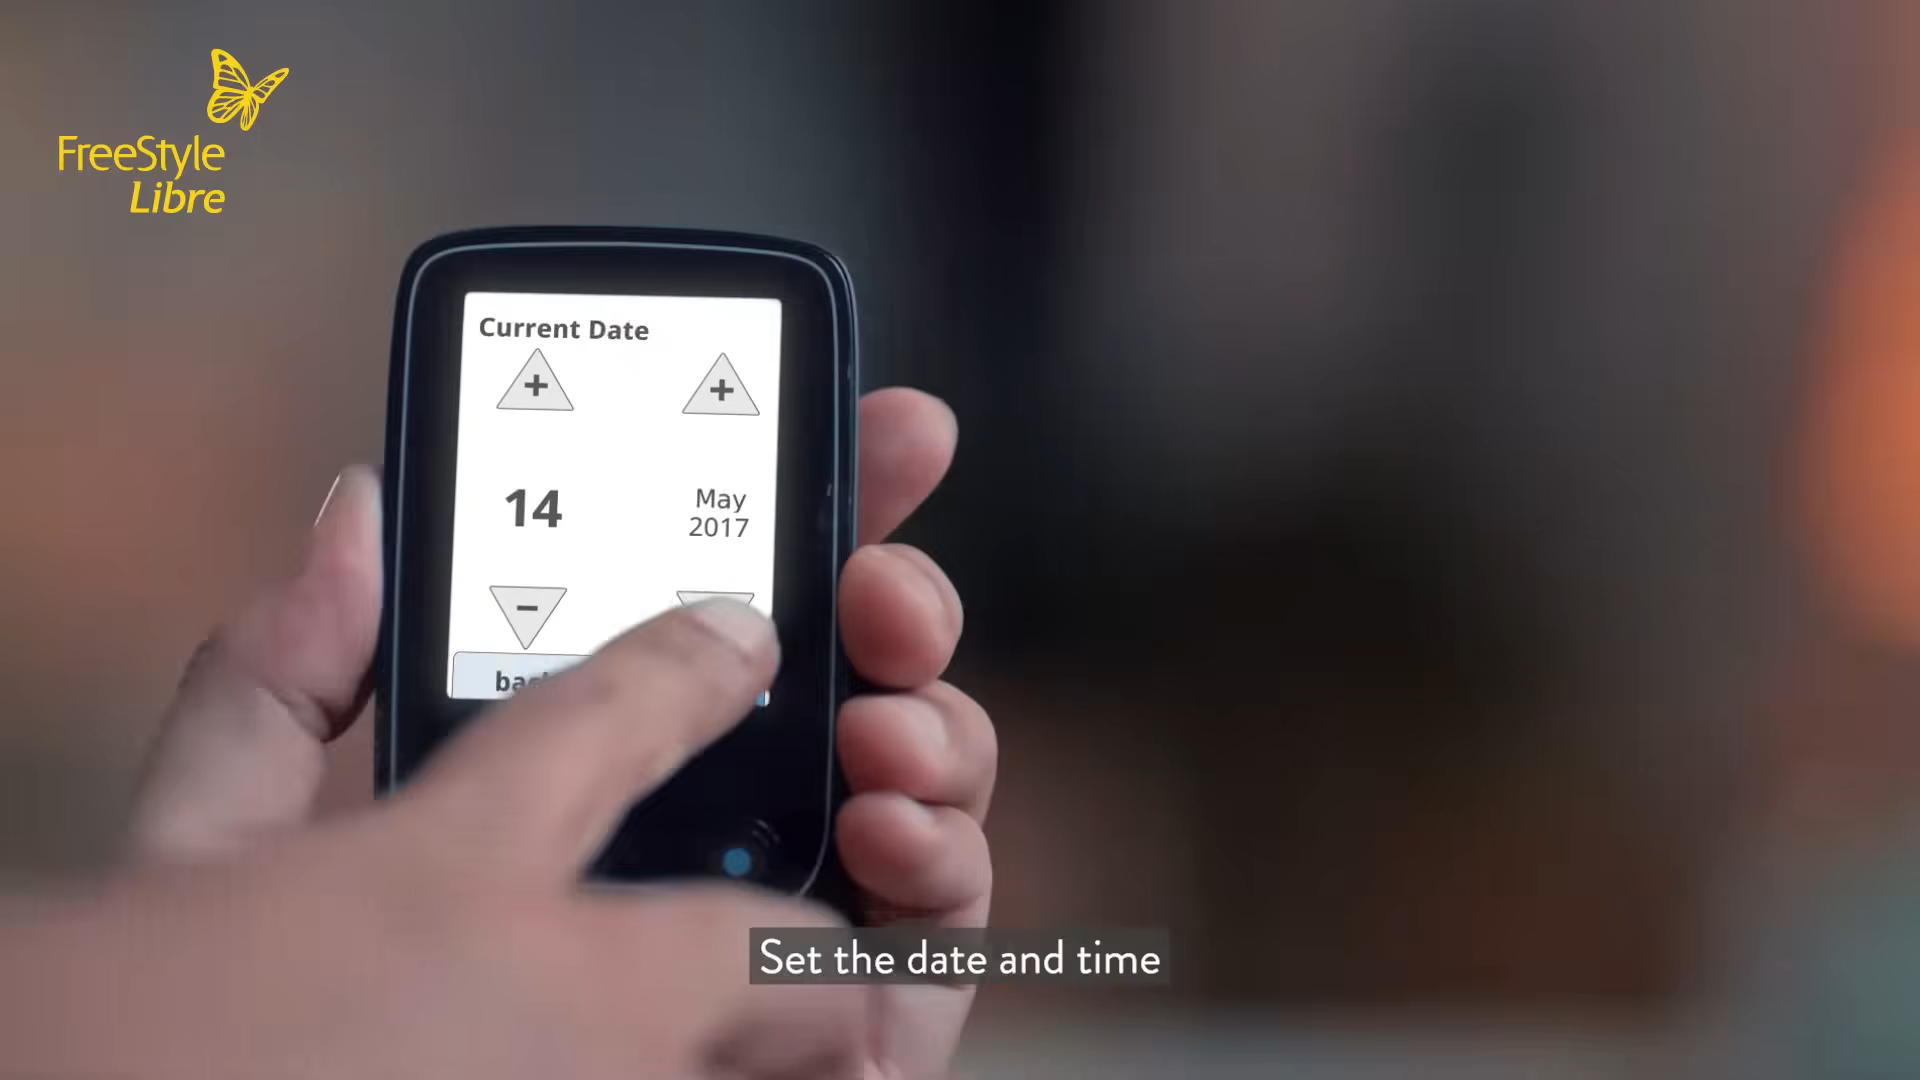 FreeStyle
Libre
Current Date
+ +
14
May
2017
−
Set the date and time